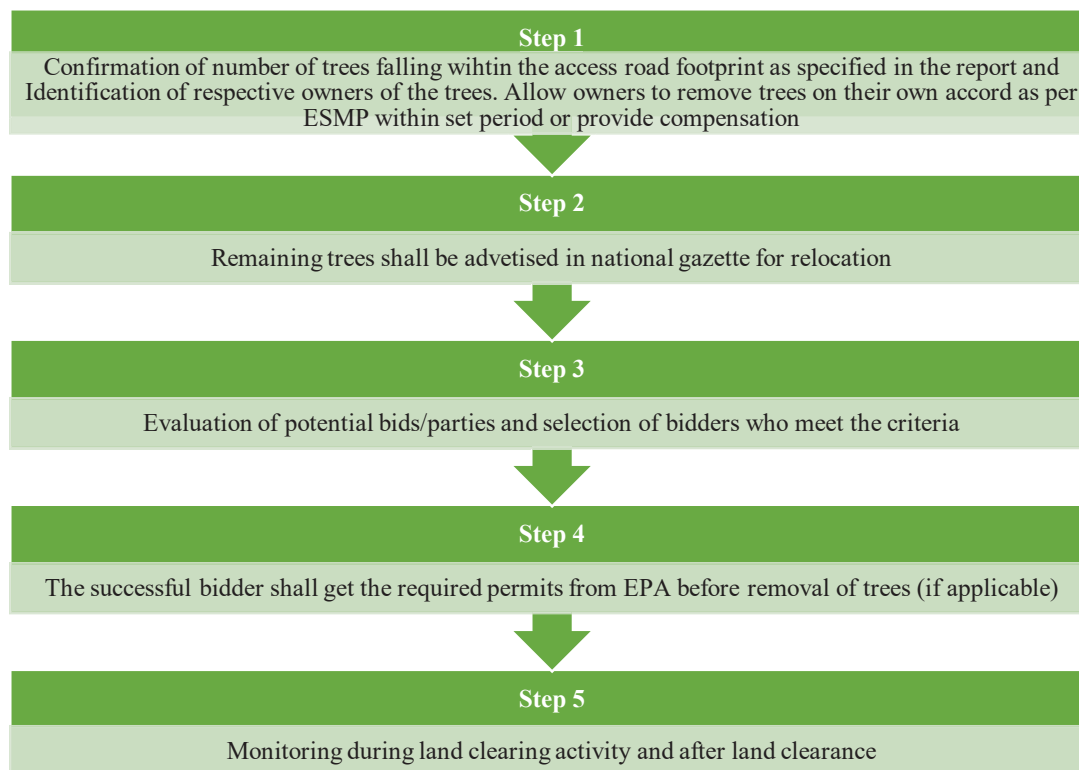 Step 1
Confirmation of number of trees falling wihtin the access road footprint as specified in the report and
Identification of respective owners of the trees. Allow owners to remove trees on their own accord as per
ESMP within set period or provide compensation
Step 2
Remaining trees shall be advetised in national gazette for relocation
Step 3
Evaluation of potential bids/parties and selection of bidders who meet the criteria
Step 4
The successful bidder shall get the required permits from EPA before removal of trees (if applicable)
Step 5
Monitoring during land clearing activity and after land clearance